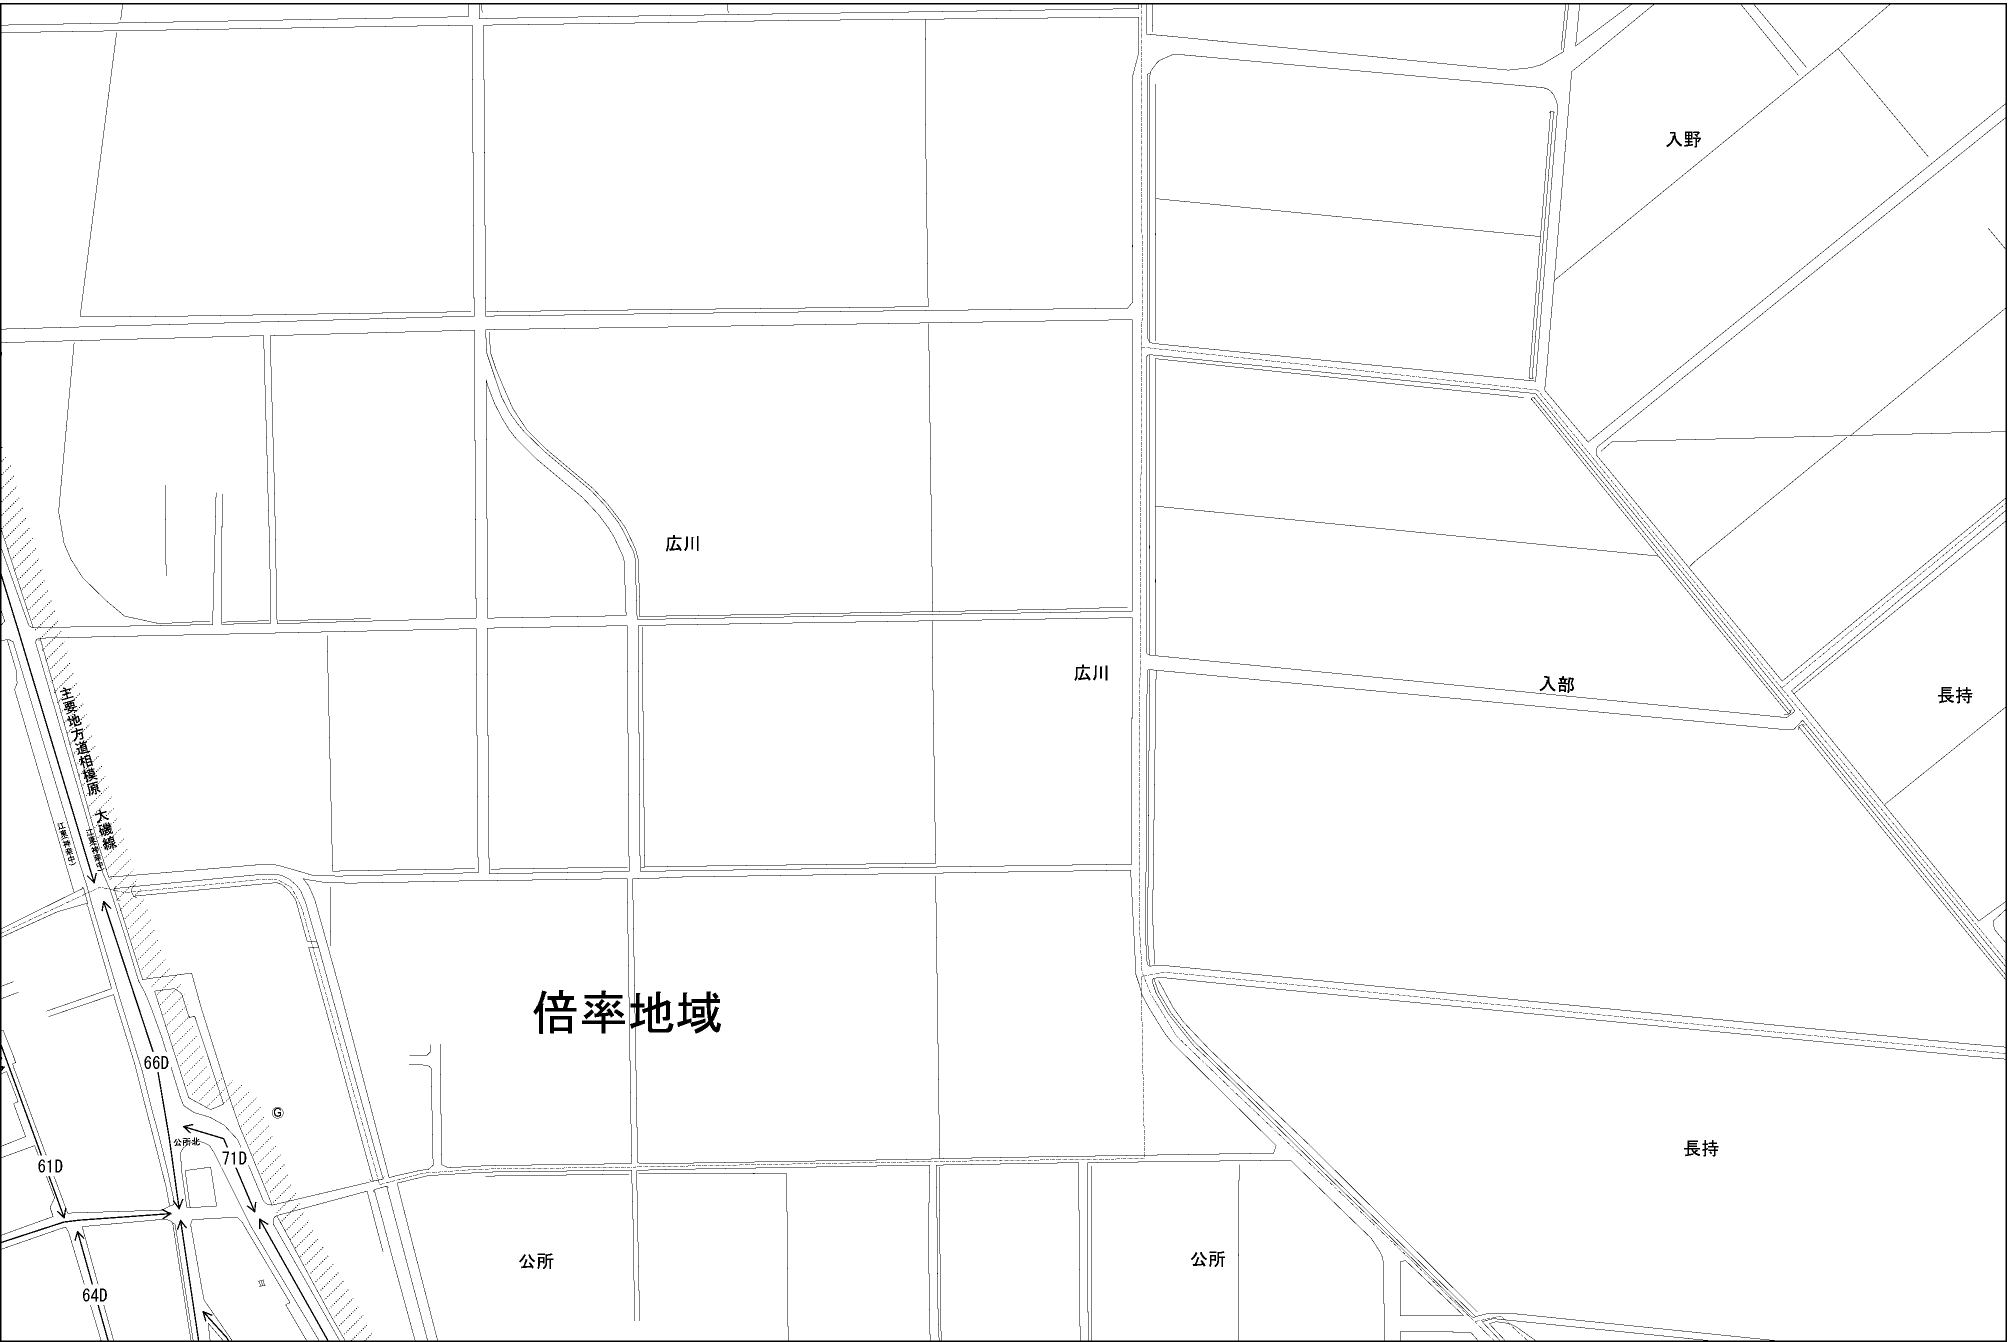 入野
広川
広川
入部
長持
主要地方道相模原 大磯線
倍率地域
66D
G
公所北
71D
61D
長持
公所
公所
64D